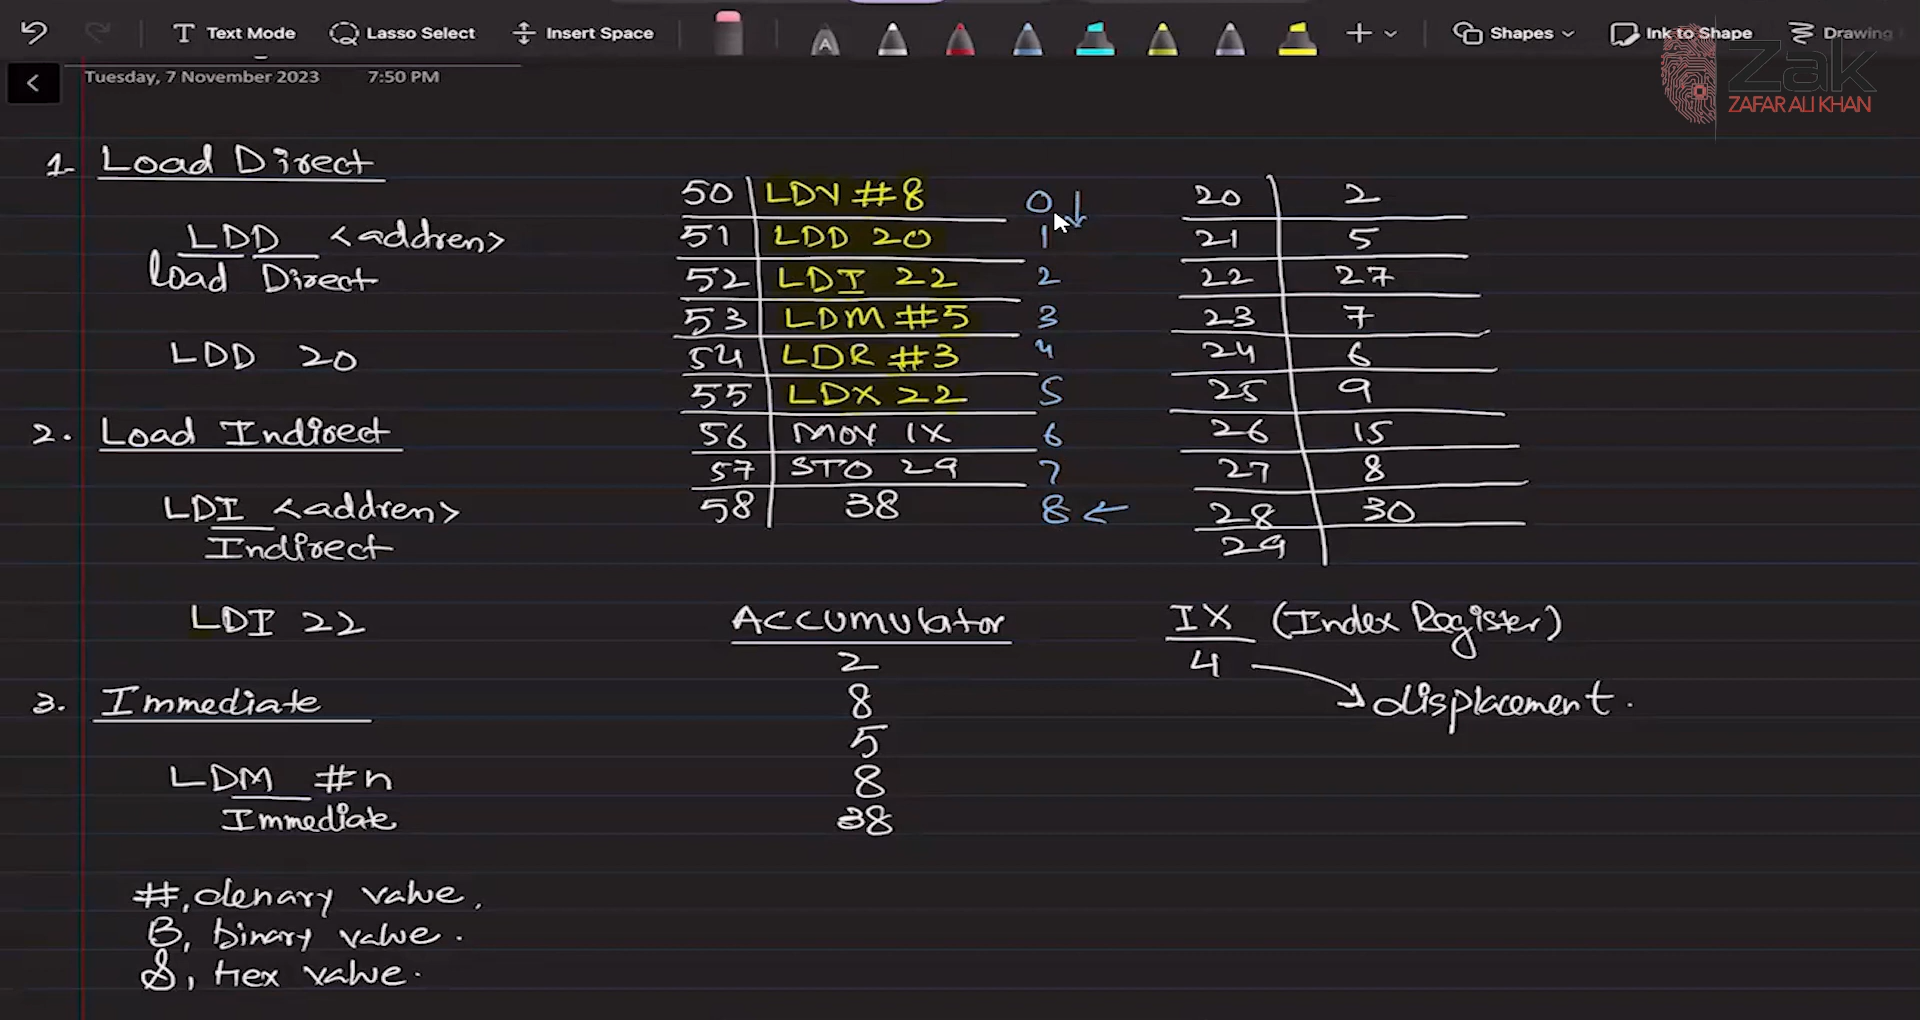 Text Mode Lasso Select Insert Space Shapes Ink to Shape Drawing
Zak
ZAFAR ALI KHAN
Tuesday, 7 November 2023 7:50 PM
1. Load Direct
LDD <addren>
load Direct
LDD 20
2. Load Indirect
LDI <addren>
Indirect
LDI 22
3. Immediate
LDM #n
Immediate
#, denary value.
B, binary value.
&, Hex value.
50 LDV #8 0
51 LDD 20 1
52 LDI 22 2
53 LDM #5 3
54 LDR #3 4
55 LDX 22 5
56 MOV IX 6
57 STO 29 7
58 38 8 ←
20 2
21 5
22 27
23 7
24 6
25 9
26 15
27 8
28 30
29
Accumulator
2
8
5
8
38
IX (Index Register)
4
displacement.